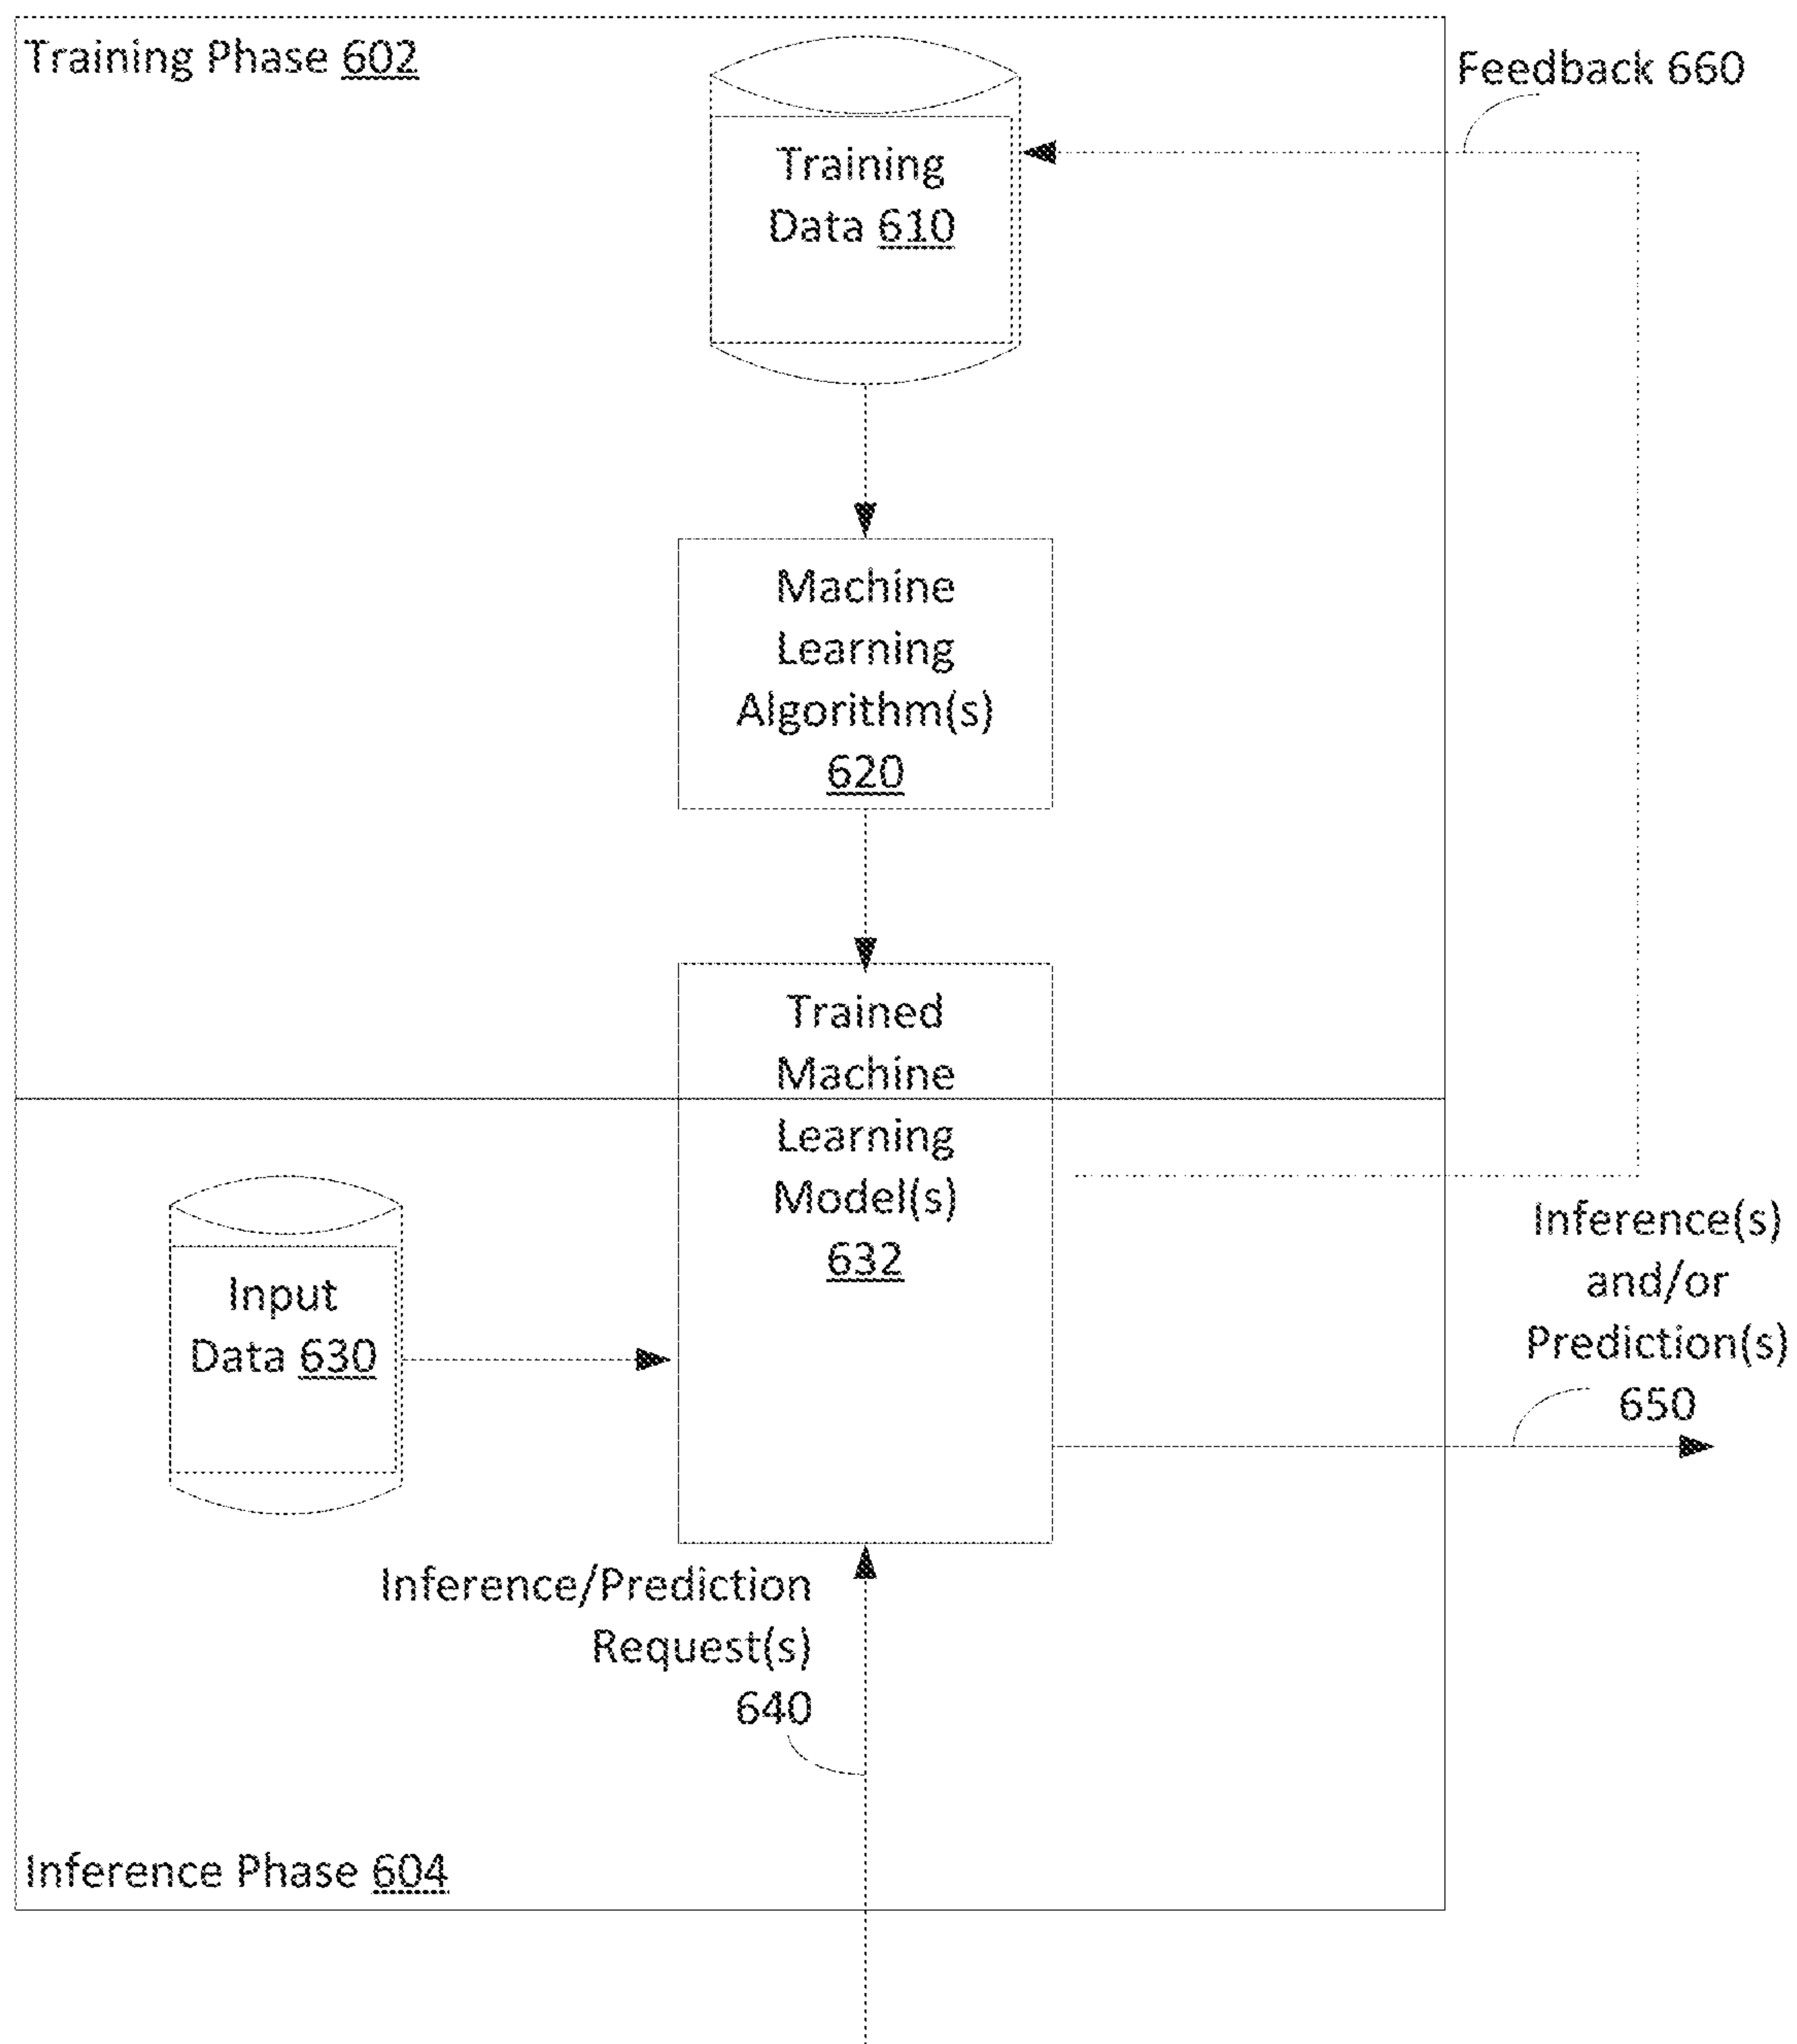 Training Phase 602
Feedback 660
Training
Data 610
Machine
Learning
Algorithm(s)
620
Trained
Machine
Learning
Model(s)
632
Input
Data 630
Inference(s)
and/or
Prediction(s)
650
Inference/Prediction
Request(s)
640
Inference Phase 604